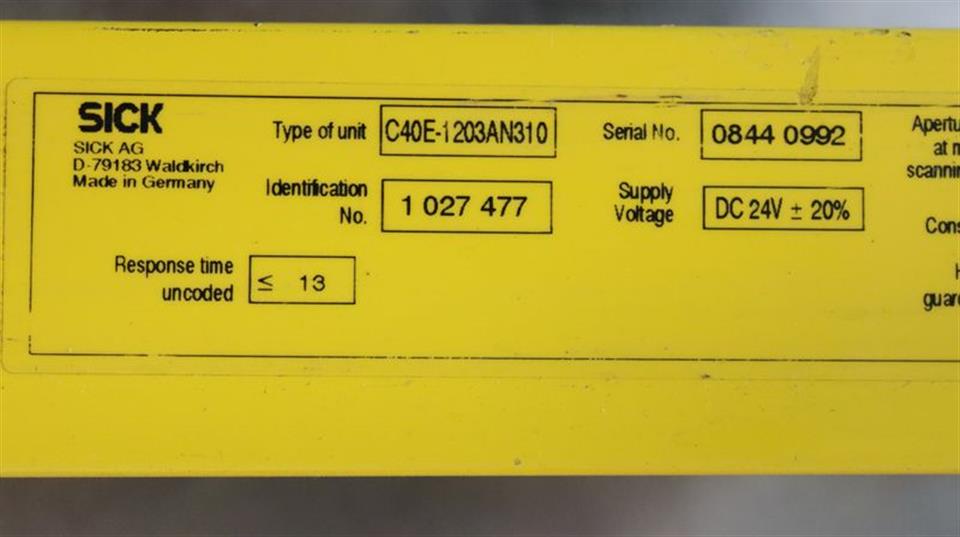 SICK
SICK AG
D-79183 Waldkirch
Made in Germany
Type of unit C40E-1203AN310
Identification
No. 1 027 477
Response time
uncoded ≤ 13
Serial No. 0844 0992
Supply
Voltage DC 24V ± 20%
at